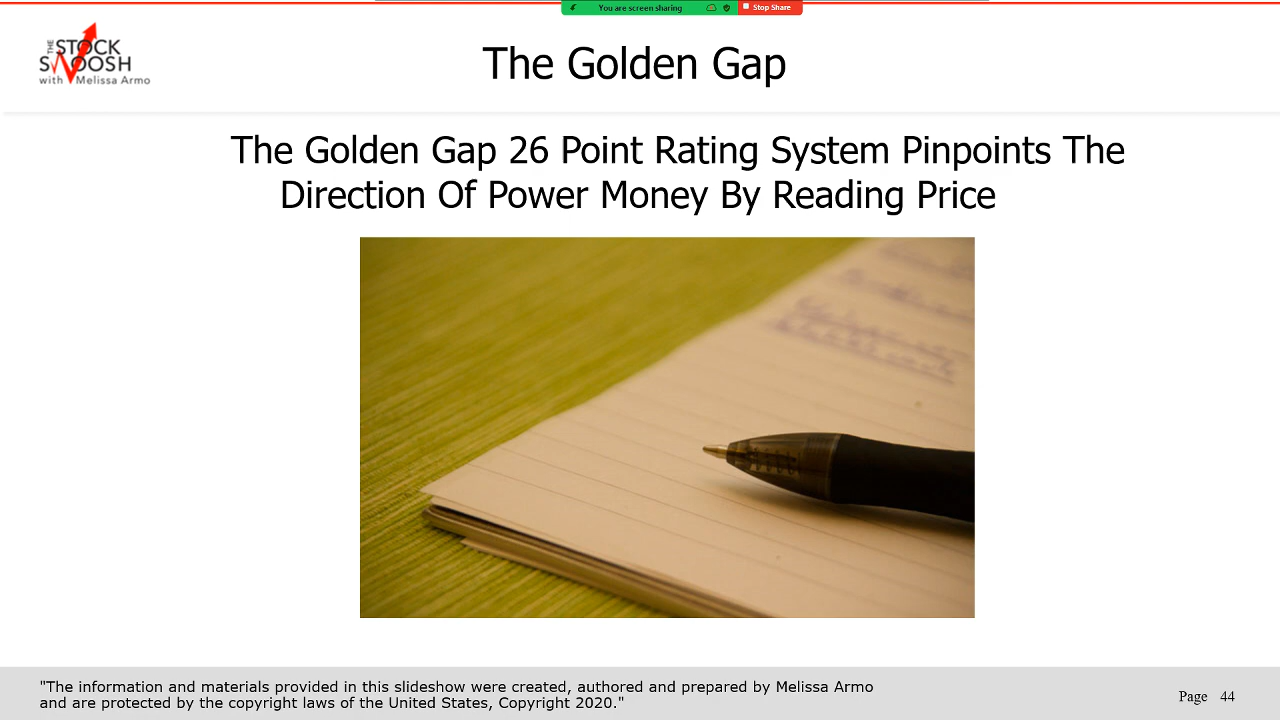 You are screen sharing Stop Share
THE STOCK
SWOOSH
with Melissa Armo
The Golden Gap
The Golden Gap 26 Point Rating System Pinpoints The
Direction Of Power Money By Reading Price
"The information and materials provided in this slideshow were created, authored and prepared by Melissa Armo
and are protected by the copyright laws of the United States, Copyright 2020."
Page 44